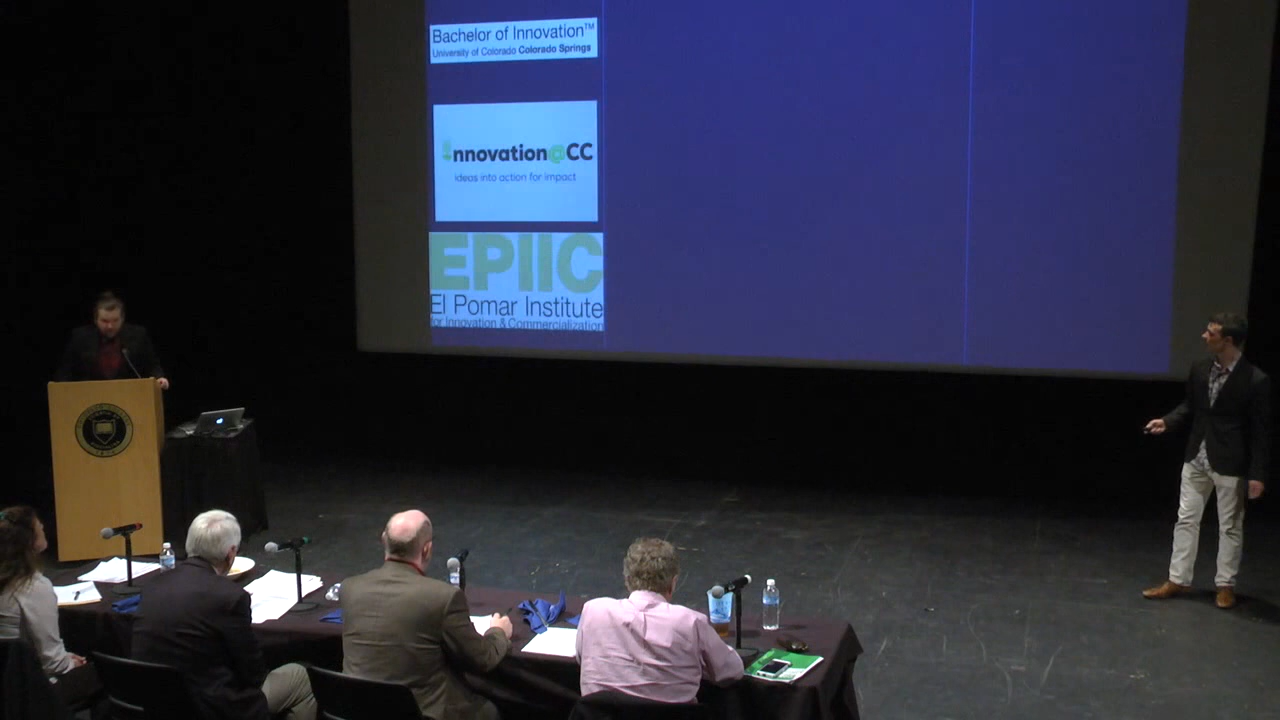 Bachelor of Innovation™
University of Colorado Colorado Springs
innovation@CC
ideas into action for impact
EPIIC
El Pomar Institute
for Innovation & Commercialization